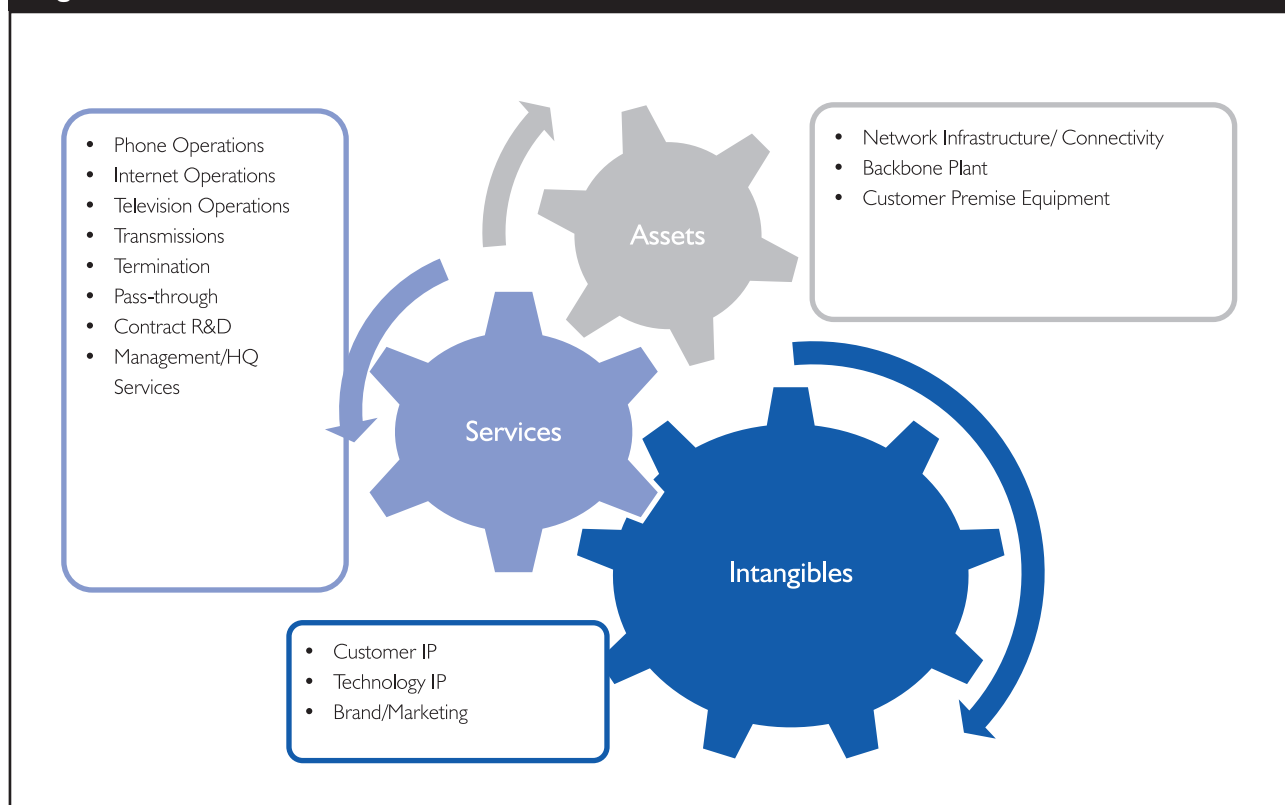 • Phone Operations
• Internet Operations
• Television Operations
• Transmissions
• Termination
• Pass-through
• Contract R&D
• Management/HQ
Services
Assets
• Network Infrastructure/ Connectivity
• Backbone Plant
• Customer Premise Equipment
Services
Intangibles
• Customer IP
• Technology IP
• Brand/Marketing